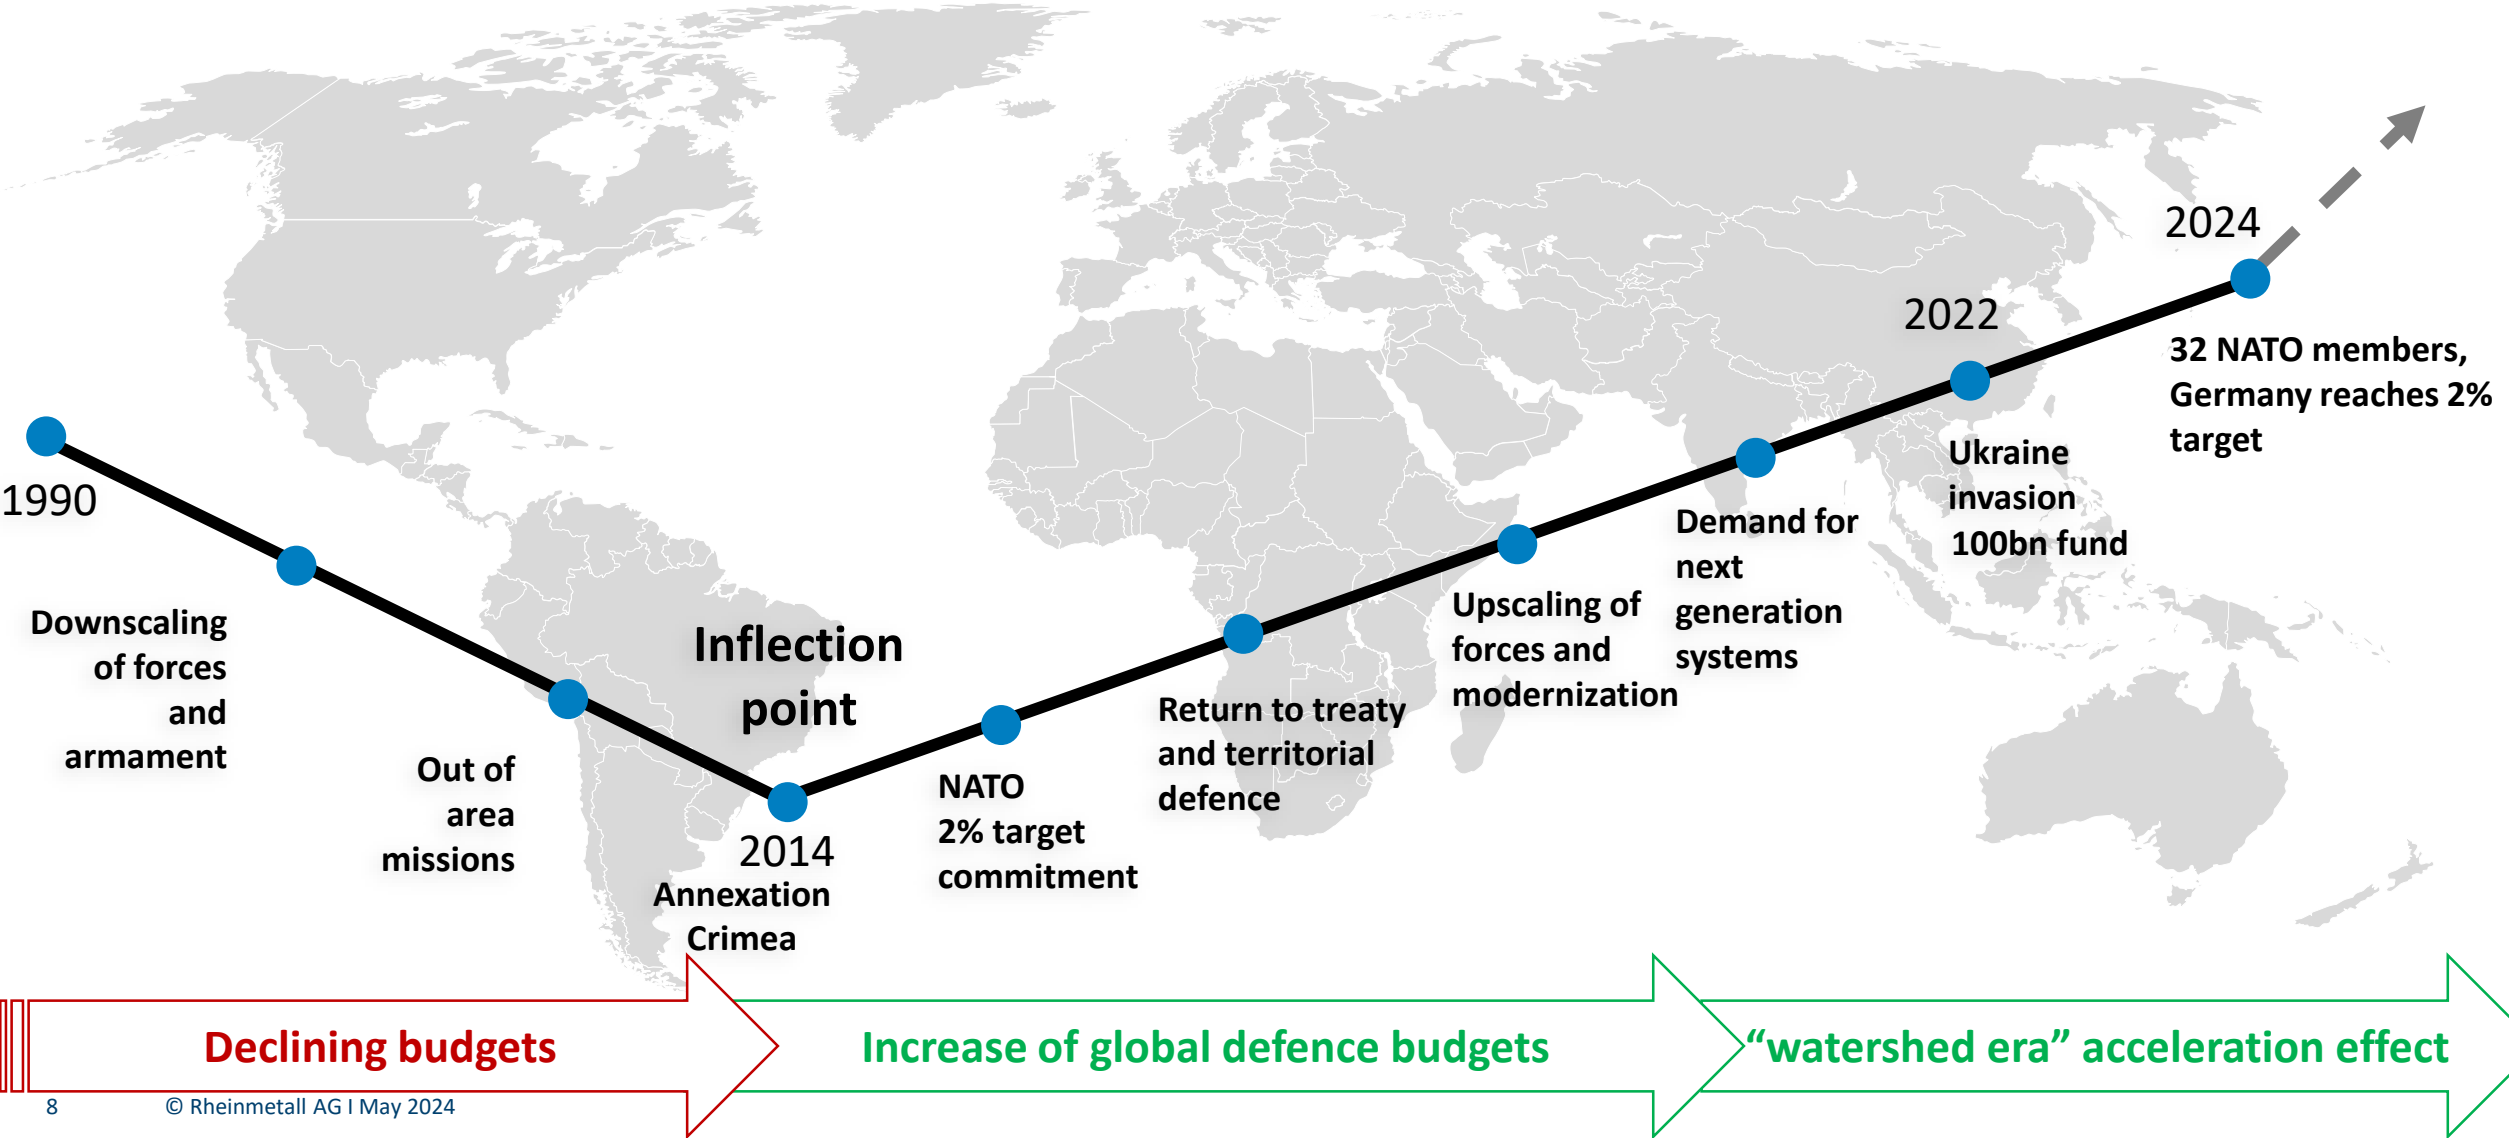 1990
Downscaling
of forces
and
armament
Out of
area
missions
Inflection
point
2014
Annexation
Crimea
NATO
2% target
commitment
Return to treaty
and territorial
defence
Upscaling of
forces and
modernization
Demand for
next
generation
systems
2022
Ukraine
invasion
100bn fund
2024
32 NATO members,
Germany reaches 2%
target
Declining budgets
Increase of global defence budgets
“watershed era” acceleration effect
8 © Rheinmetall AG I May 2024